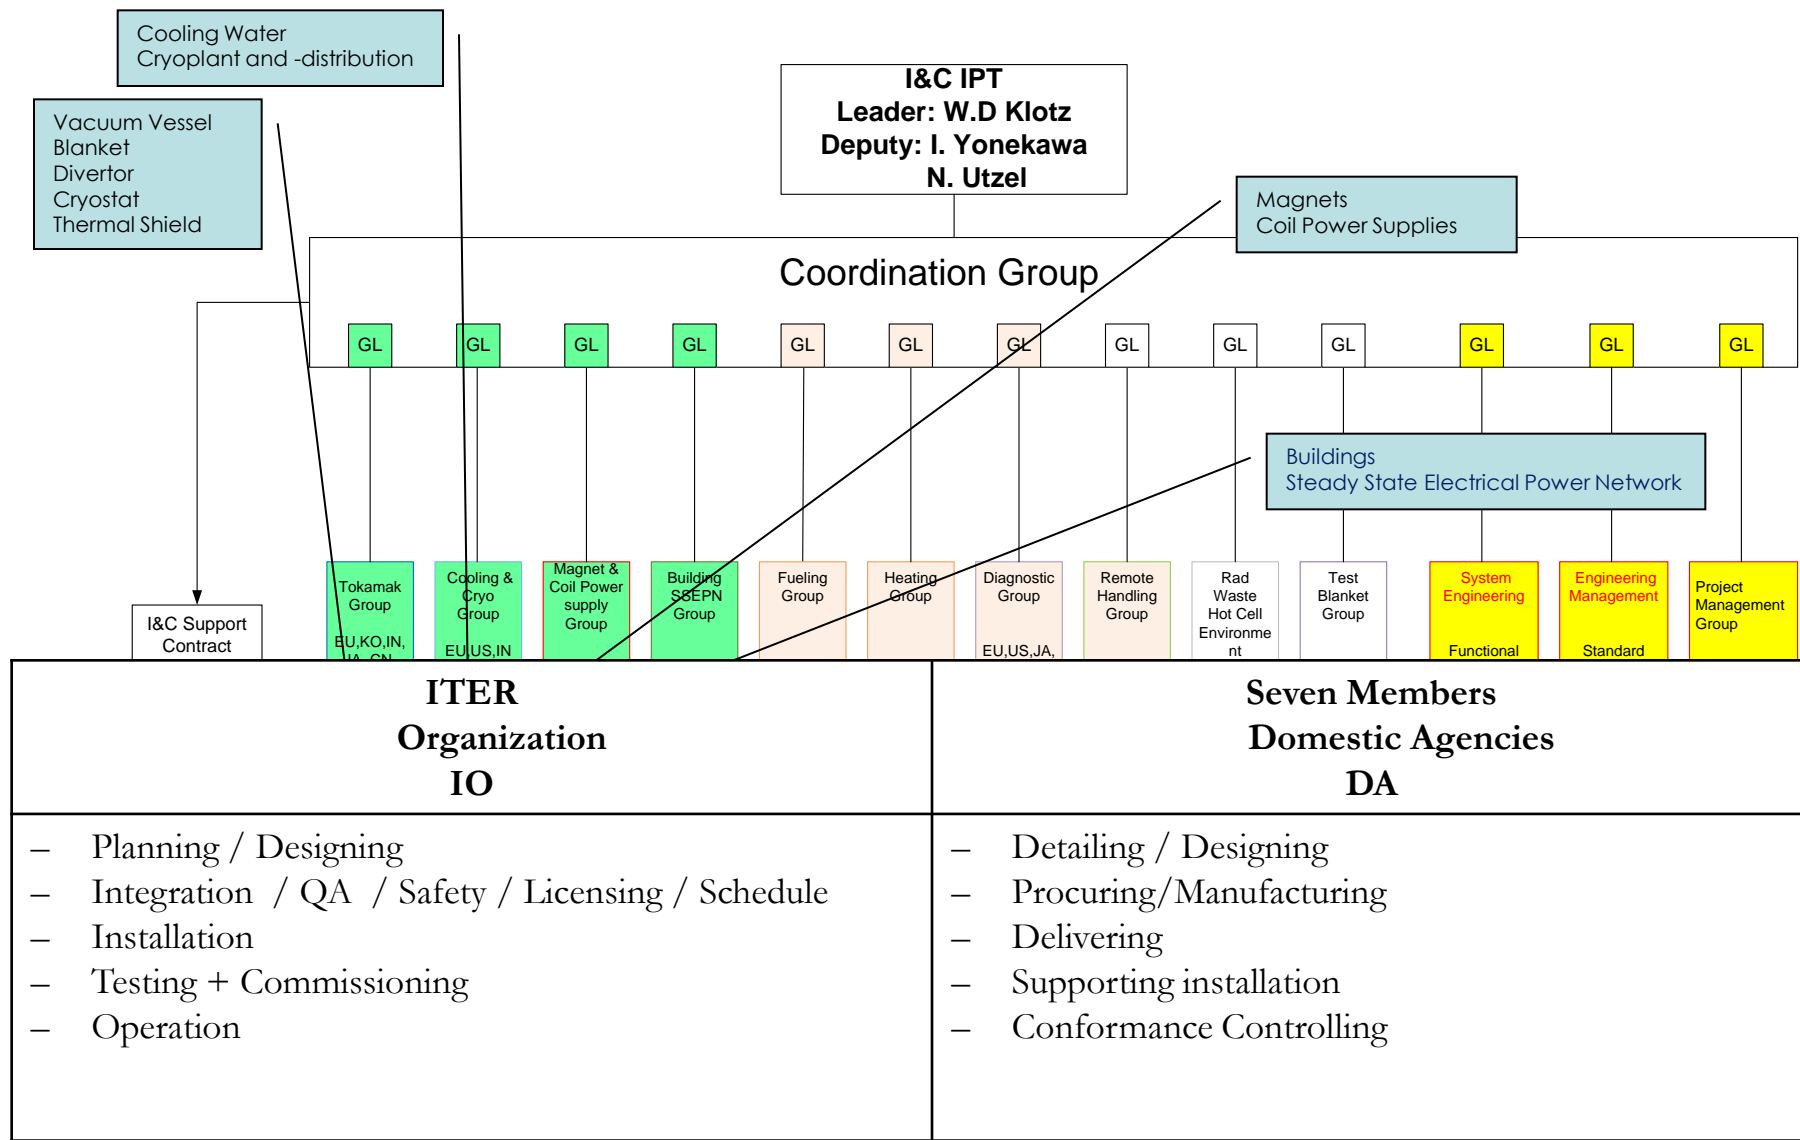 Cooling Water
Cryoplant and -distribution
Vacuum Vessel
Blanket
Divertor
Cryostat
Thermal Shield
I&C IPT
Leader: W.D Klotz
Deputy: I. Yonekawa
N. Utzel
Magnets
Coil Power Supplies
Coordination Group
GL
GL
GL
GL
GL
GL
GL
GL
GL
GL
GL
GL
GL
Buildings
Steady State Electrical Power Network
I&C Support
Contract
Tokamak
Group
EU,KO,IN,
Cooling &
Cryo
Group
EU,US,IN
Magnet &
Coil Power
supply
Group
Building
SSEPN
Group
Fueling
Group
Heating
Group
Diagnostic
Group
EU,US,JA,
Remote
Handling
Group
Rad
Waste
Hot Cell
Environme
nt
Test
Blanket
Group
System
Engineering
Functional
Engineering
Management
Standard
Project
Management
Group
ITER
Organization
IO
Seven Members
Domestic Agencies
DA
– Planning / Designing
– Integration / QA / Safety / Licensing / Schedule
– Installation
– Testing + Commissioning
– Operation
– Detailing / Designing
– Procuring/Manufacturing
– Delivering
– Supporting installation
– Conformance Controlling